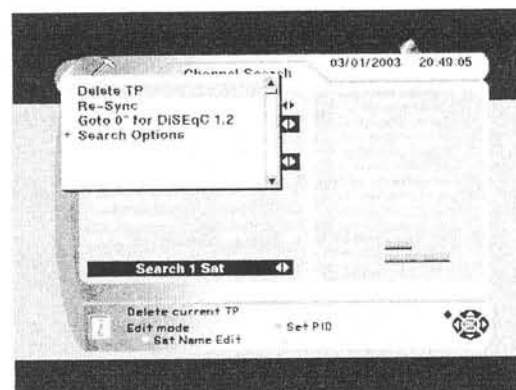 03/01/2003 20:49:05
Channel Search
Delete TP
Re-Sync
Goto 0° for DiSEqC 1.2
+ Search Options
Search 1 Sat
i
Delete current TP
Edit mode
Set PID
Sat Name Edit